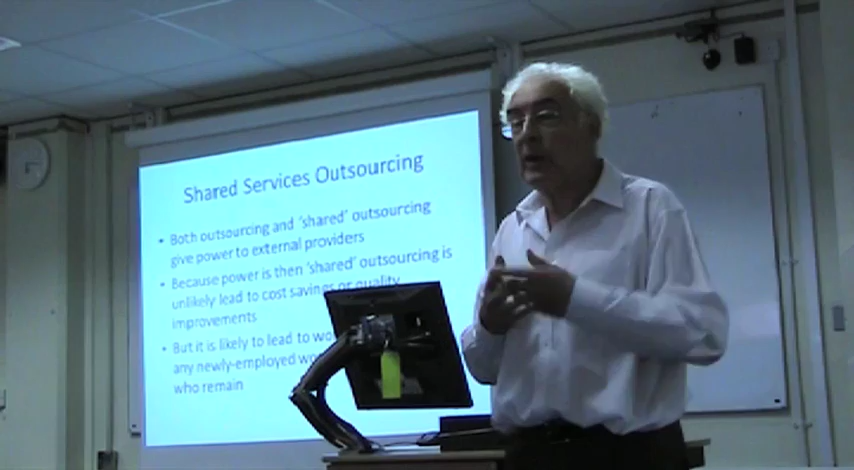 Shared Services Outsourcing
• Both outsourcing and 'shared' outsourcing
give power to external providers
• Because power is then 'shared' outsourcing is
unlikely lead to cost savings or quality
improvements
• But it is likely to lead to
any newly-employed
who remain